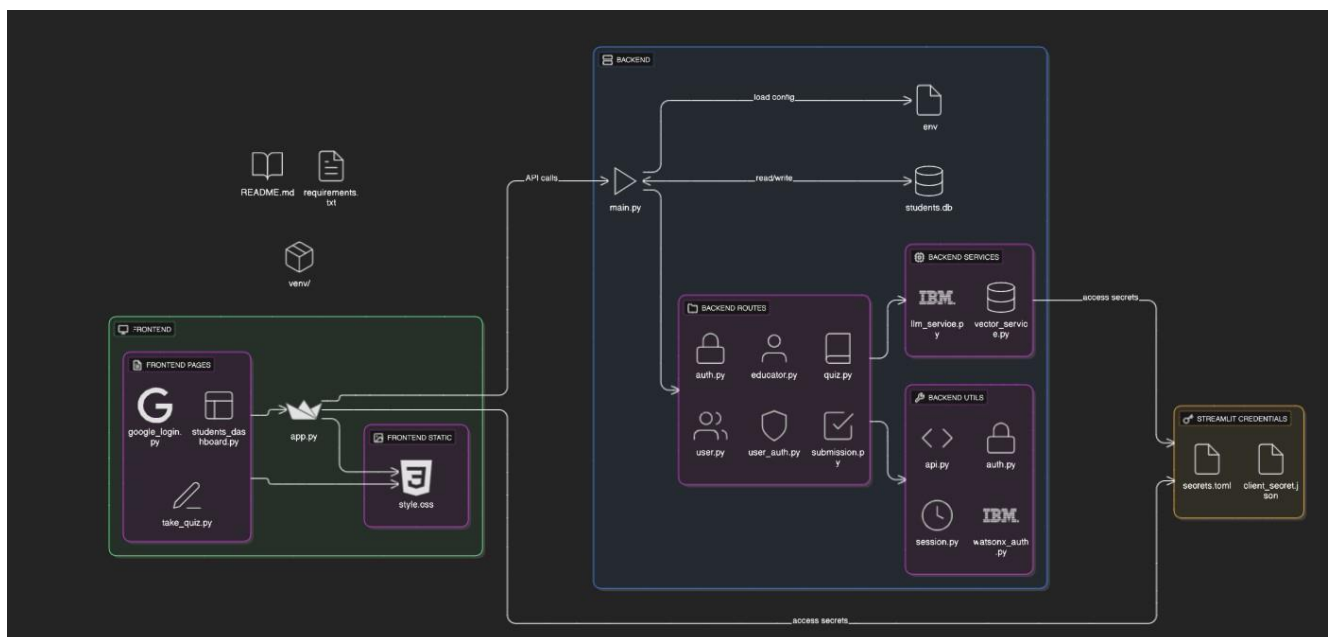 BACKEND
load config
env
README.md
requirements.
txt
API calls
main.py
read/write
students.db
venv/
BACKEND SERVICES
IBM
llm_service.p
y
vector_servic
e.py
access secrets
BACKEND ROUTES
auth.py
educator.py
quiz.py
user.py
user_auth.py
submission.p
y
FRONTEND
FRONTEND PAGES
google_login.
py
students_das
hboard.py
take_quiz.py
app.py
FRONTEND STATIC
style.css
BACKEND UTILS
api.py
auth.py
session.py
IBM
watsonx_auth
.py
STREAMLIT CREDENTIALS
secrets.toml
client_secret.j
son
access secrets